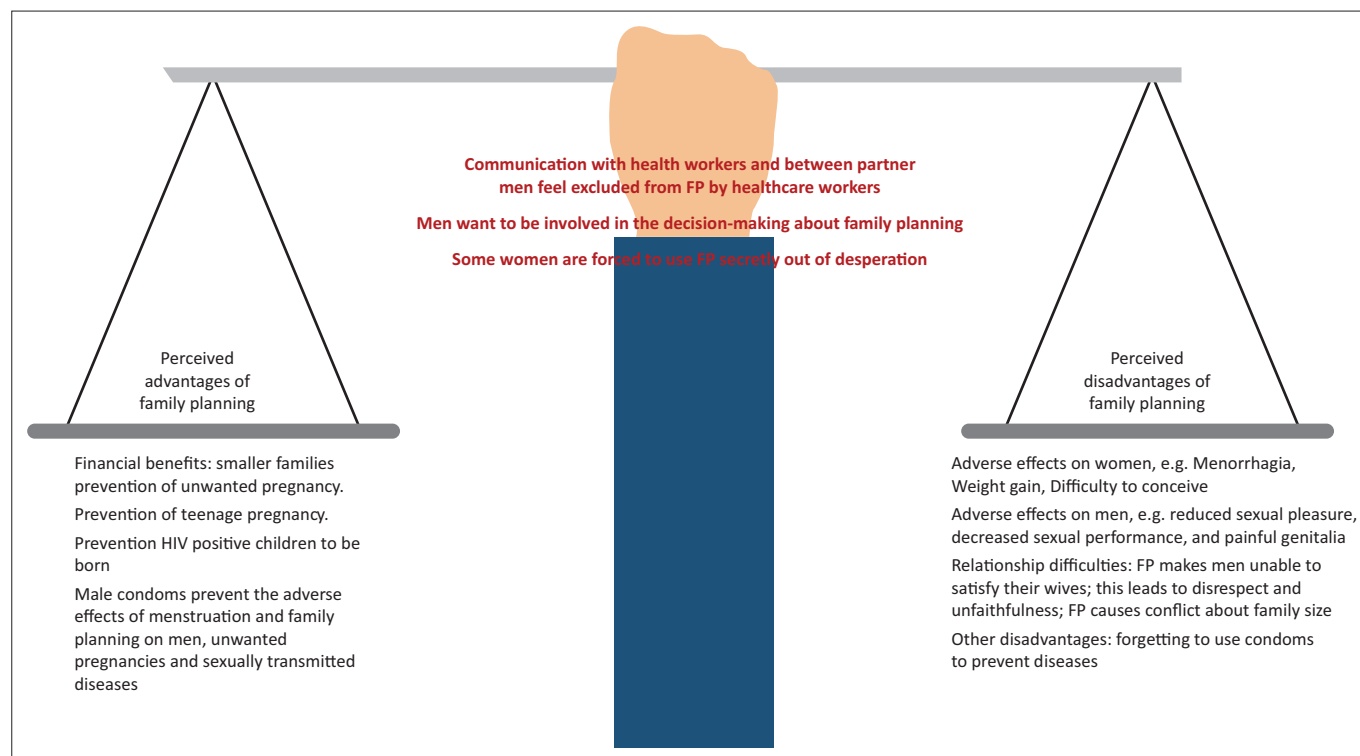 Communication with health workers and between partner
men feel excluded from FP by healthcare workers
Men want to be involved in the decision-making about family planning
Some women are forced to use FP secretly out of desperation
Perceived
advantages of
family planning
Financial benefits: smaller families
prevention of unwanted pregnancy.
Prevention of teenage pregnancy.
Prevention HIV positive children to be
born
Male condoms prevent the adverse
effects of menstruation and family
planning on men, unwanted
pregnancies and sexually transmitted
diseases
Perceived
disadvantages of
family planning
Adverse effects on women, e.g. Menorrhagia,
Weight gain, Difficulty to conceive
Adverse effects on men, e.g. reduced sexual pleasure,
decreased sexual performance, and painful genitalia
Relationship difficulties: FP makes men unable to
satisfy their wives; this leads to disrespect and
unfaithfulness; FP causes conflict about family size
Other disadvantages: forgetting to use condoms
to prevent diseases